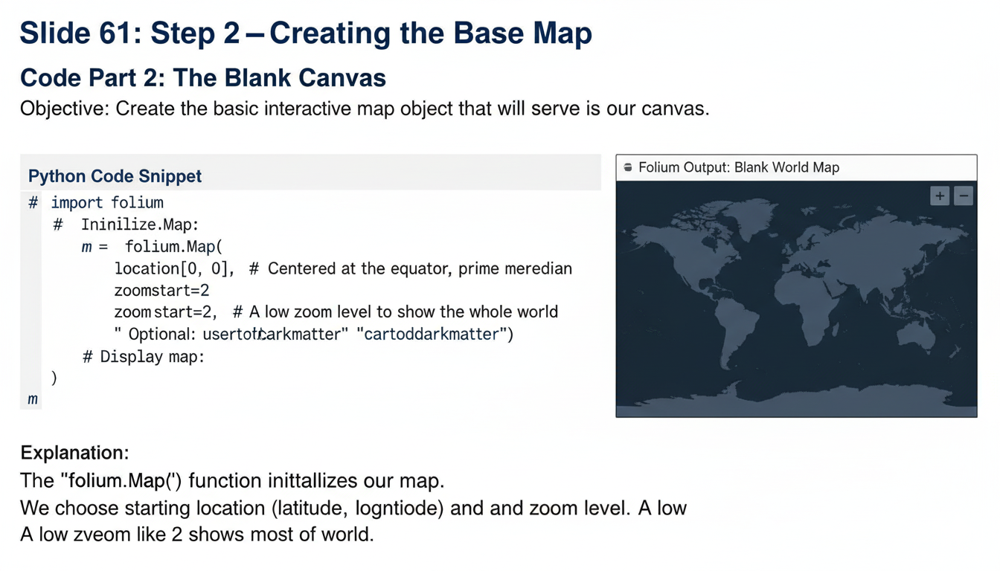 Slide 61: Step 2 – Creating the Base Map
Code Part 2: The Blank Canvas
Objective: Create the basic interactive map object that will serve is our canvas.
Python Code Snippet
# import folium
# Ininilize.Map:
m = folium.Map(
location[0, 0], # Centered at the equator, prime meredian
zoomstart=2
zoom start=2, # A low zoom level to show the whole world
" Optional: "cartoddarkmatter")
# Display map:
)
m
Folium Output: Blank World Map
+ −
Explanation:
The "folium.Map(') function inittallizes our map.
We choose starting location (latitude, logntiode) and and zoom level. A low
A low zveom like 2 shows most of world.